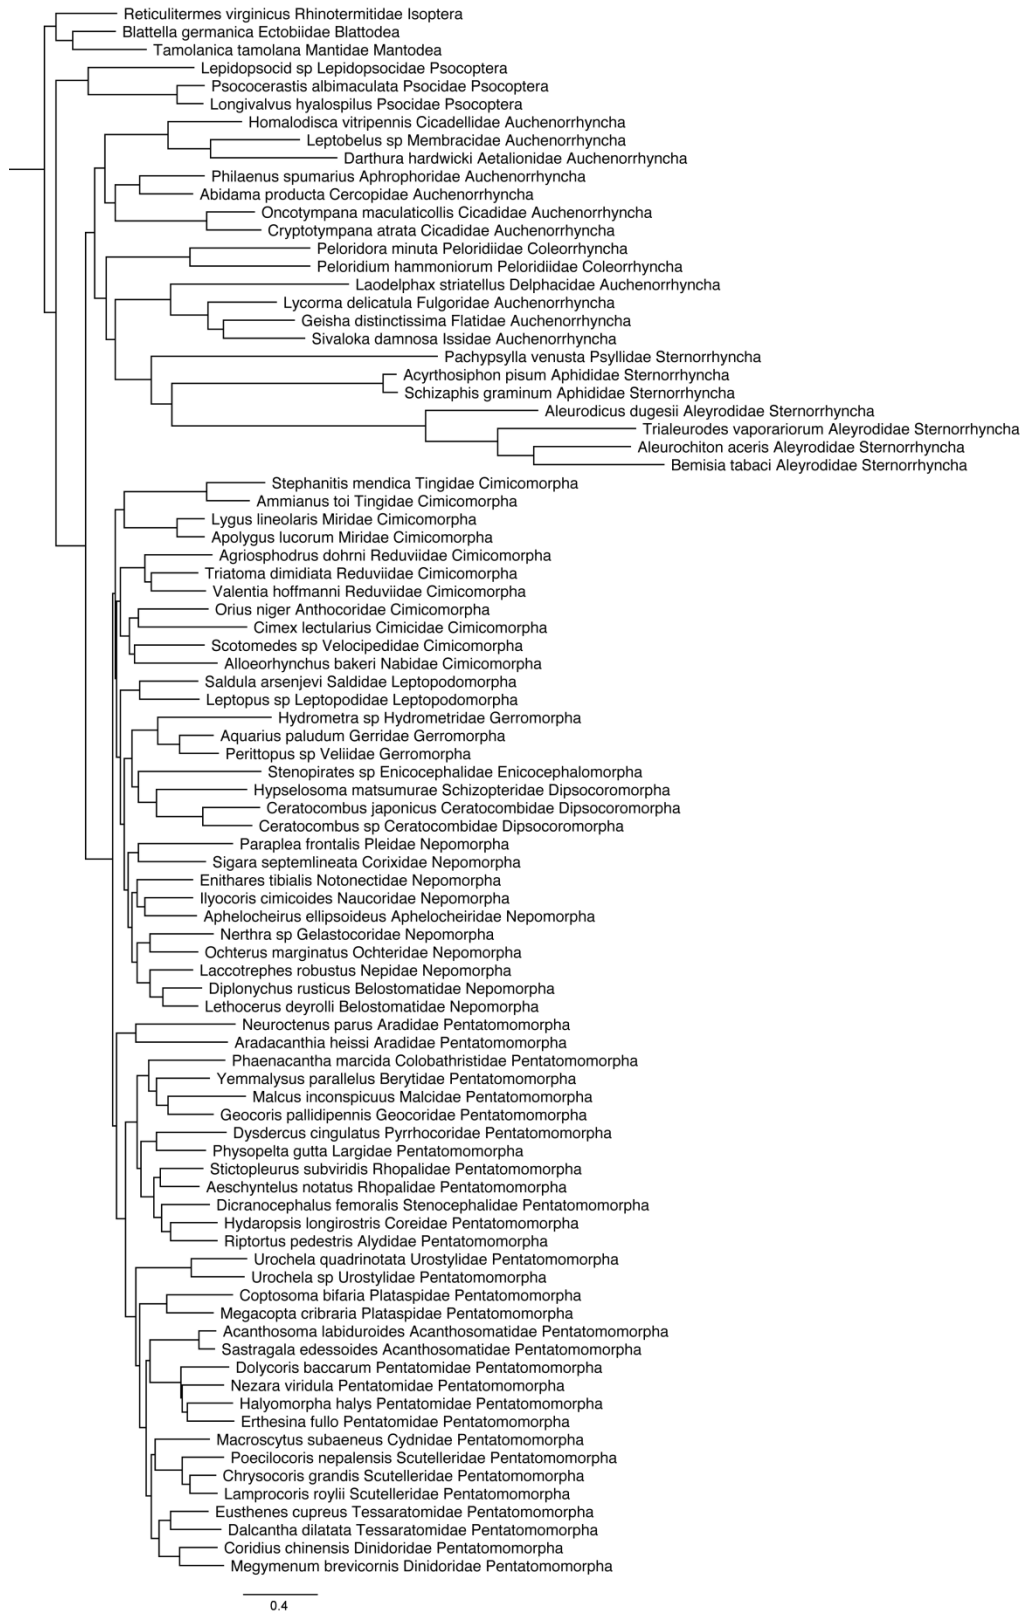 Reticulitermes virginicus Rhinotermitidae Isoptera
Blattella germanica Ectobiidae Blattodea
Tamolanica tamolana Mantidae Mantodea
Lepidopsocid sp Lepidopsocidae Psocoptera
Psococerastis albimaculata Psocidae Psocoptera
Longivalvus hyalospilus Psocidae Psocoptera
Homalodisca vitripennis Cicadellidae Auchenorrhyncha
Leptobelus sp Membracidae Auchenorrhyncha
Darthura hardwicki Aetalionidae Auchenorrhyncha
Philaenus spumarius Aphrophoridae Auchenorrhyncha
Abidama producta Cercopidae Auchenorrhyncha
Oncotympana maculaticollis Cicadidae Auchenorrhyncha
Cryptotympana atrata Cicadidae Auchenorrhyncha
Peloridora minuta Peloridiidae Coleorrhyncha
Peloridium hammoniorum Peloridiidae Coleorrhyncha
Laodelphax striatellus Delphacidae Auchenorrhyncha
Lycorma delicatula Fulgoridae Auchenorrhyncha
Geisha distinctissima Flatidae Auchenorrhyncha
Sivaloka damnosa Issidae Auchenorrhyncha
Pachypsylla venusta Psyllidae Sternorrhyncha
Acyrthosiphon pisum Aphididae Sternorrhyncha
Schizaphis graminum Aphididae Sternorrhyncha
Aleurodicus dugesii Aleyrodidae Sternorrhyncha
Trialeurodes vaporariorum Aleyrodidae Sternorrhyncha
Aleurochiton aceris Aleyrodidae Sternorrhyncha
Bemisia tabaci Aleyrodidae Sternorrhyncha
Stephanitis mendica Tingidae Cimicomorpha
Ammianus toi Tingidae Cimicomorpha
Lygus lineolaris Miridae Cimicomorpha
Apolygus lucorum Miridae Cimicomorpha
Agriosphodrus dohrni Reduviidae Cimicomorpha
Triatoma dimidiata Reduviidae Cimicomorpha
Valentia hoffmanni Reduviidae Cimicomorpha
Orius niger Anthocoridae Cimicomorpha
Cimex lectularius Cimicidae Cimicomorpha
Scotomedes sp Velocipedidae Cimicomorpha
Alloeorhynchus bakeri Nabidae Cimicomorpha
Saldula arsenjevi Saldidae Leptopodomorpha
Leptopus sp Leptopodidae Leptopodomorpha
Hydrometra sp Hydrometridae Gerromorpha
Aquarius paludum Gerridae Gerromorpha
Perittopus sp Veliidae Gerromorpha
Stenopirates sp Enicocephalidae Enicocephalomorpha
Hypselosoma matsumurae Schizopteridae Dipsocoromorpha
Ceratocombus japonicus Ceratocombidae Dipsocoromorpha
Ceratocombus sp Ceratocombidae Dipsocoromorpha
Paraplea frontalis Pleidae Nepomorpha
Sigara septemlineata Corixidae Nepomorpha
Enithares tibialis Notonectidae Nepomorpha
Ilyocoris cimicoides Naucoridae Nepomorpha
Aphelocheirus ellipsoideus Aphelocheiridae Nepomorpha
Nerthra sp Gelastocoridae Nepomorpha
Ochterus marginatus Ochteridae Nepomorpha
Laccotrephes robustus Nepidae Nepomorpha
Diplonychus rusticus Belostomatidae Nepomorpha
Lethocerus deyrolli Belostomatidae Nepomorpha
Neuroctenus parus Aradidae Pentatomomorpha
Aradacanthia heissi Aradidae Pentatomomorpha
Phaenacantha marcida Colobathristidae Pentatomomorpha
Yemmalysus parallelus Berytidae Pentatomomorpha
Malcus inconspicuus Malcidae Pentatomomorpha
Geocoris pallidipennis Geocoridae Pentatomomorpha
Dysdercus cingulatus Pyrrhocoridae Pentatomomorpha
Physopelta gutta Largidae Pentatomomorpha
Stictopleurus subviridis Rhopalidae Pentatomomorpha
Aeschyntelus notatus Rhopalidae Pentatomomorpha
Dicranocephalus femoralis Stenocephalidae Pentatomomorpha
Hydaropsis longirostris Coreidae Pentatomomorpha
Riptortus pedestris Alydidae Pentatomomorpha
Urochela quadrinotata Urostylidae Pentatomomorpha
Urochela sp Urostylidae Pentatomomorpha
Coptosoma bifaria Plataspidae Pentatomomorpha
Megacopta cribraria Plataspidae Pentatomomorpha
Acanthosoma labiduroides Acanthosomatidae Pentatomomorpha
Sastragala edessoides Acanthosomatidae Pentatomomorpha
Dolycoris baccarum Pentatomidae Pentatomomorpha
Nezara viridula Pentatomidae Pentatomomorpha
Halyomorpha halys Pentatomidae Pentatomomorpha
Erthesina fullo Pentatomidae Pentatomomorpha
Macroscytus subaeneus Cydnidae Pentatomomorpha
Poecilocoris nepalensis Scutelleridae Pentatomomorpha
Chrysocoris grandis Scutelleridae Pentatomomorpha
Lamprocoris roylii Scutelleridae Pentatomomorpha
Eusthenes cupreus Tessaratomidae Pentatomomorpha
Dalcantha dilatata Tessaratomidae Pentatomomorpha
Coridius chinensis Dinidoridae Pentatomomorpha
Megymenum brevicornis Dinidoridae Pentatomomorpha
0.4